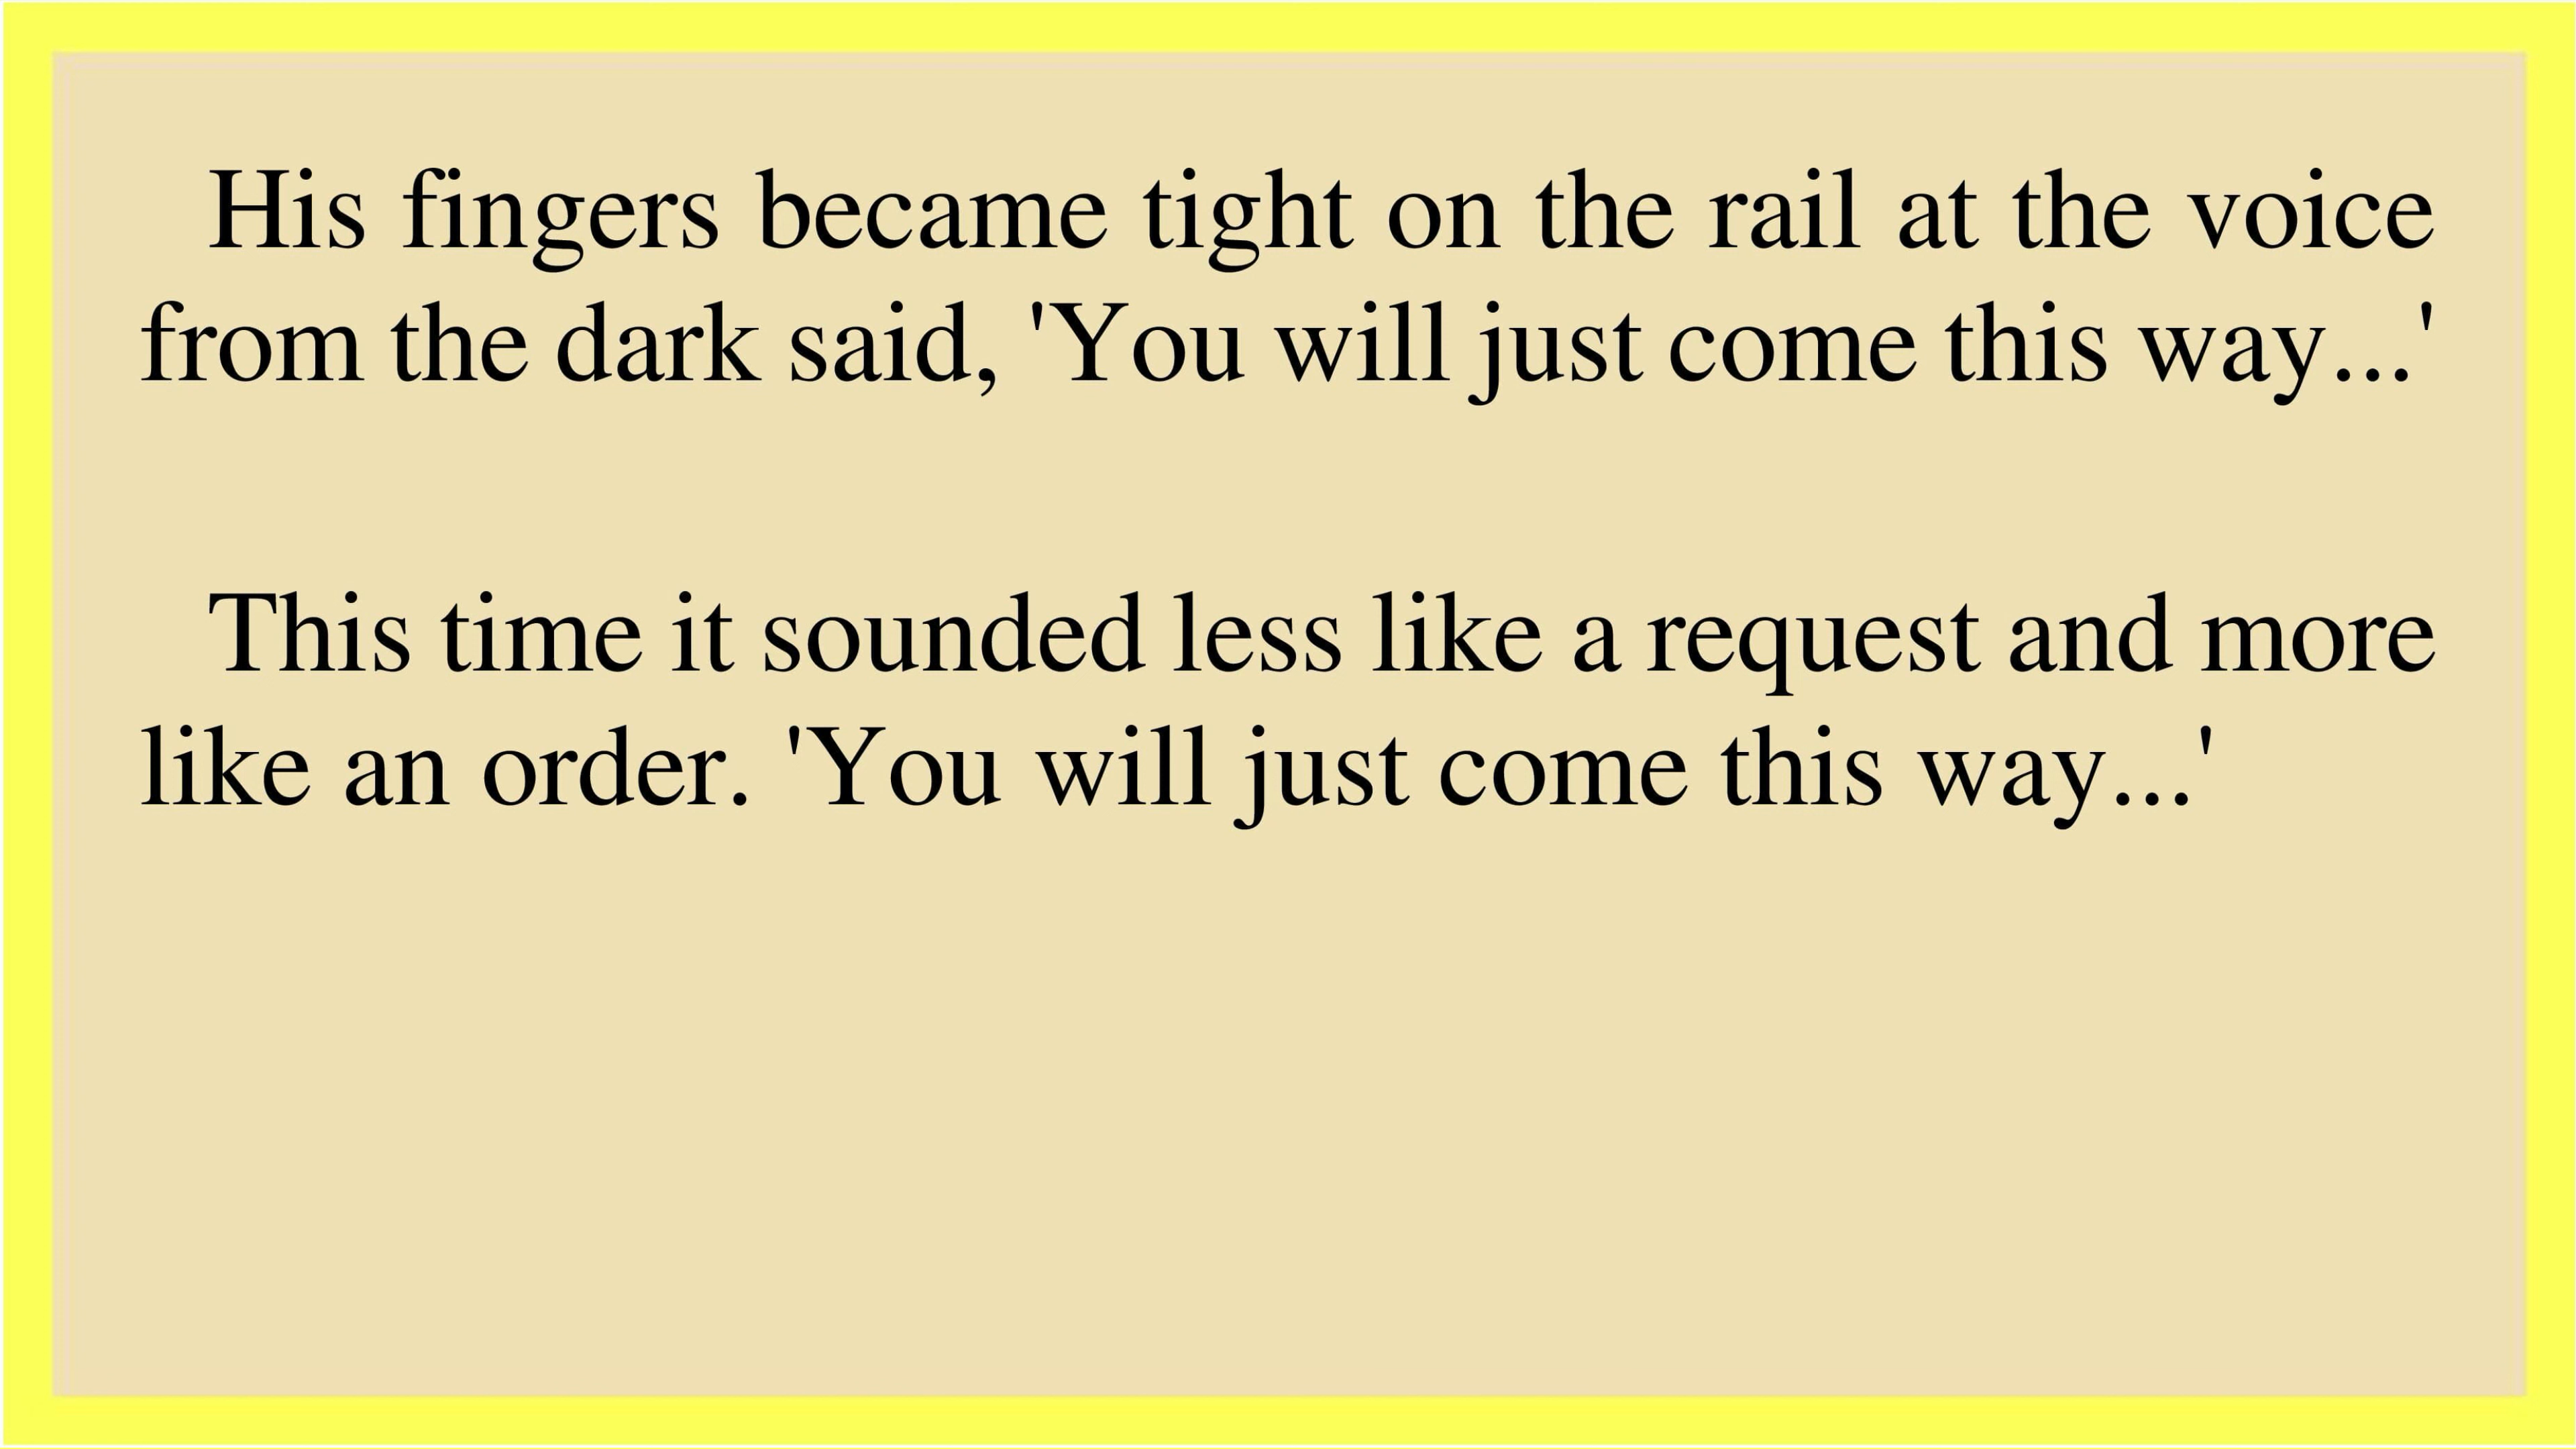 His fingers became tight on the rail at the voice
from the dark said, 'You will just come this way...'
This time it sounded less like a request and more
like an order. 'You will just come this way...'